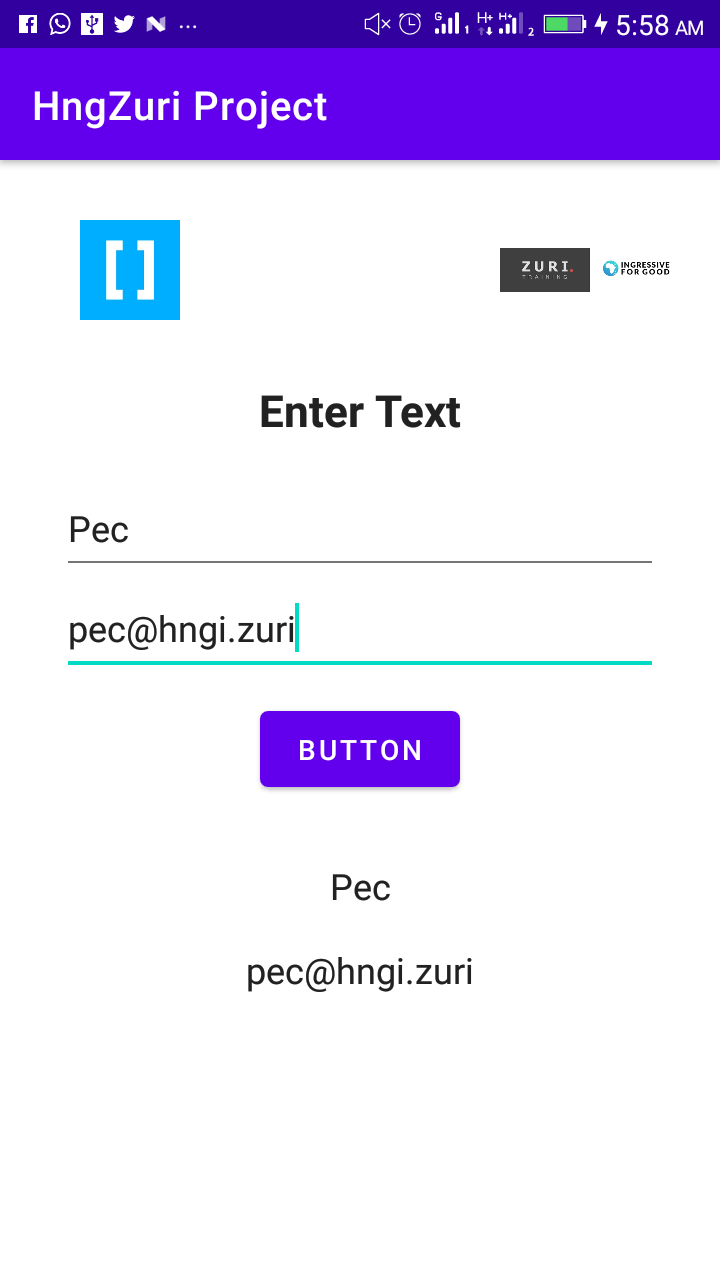 5:58 AM
HngZuri Project
[ ]
ZURI.
TRAINING
INGRESSIVE
FOR GOOD
Enter Text
Pec
pec@hngi.zuri
BUTTON
Pec
pec@hngi.zuri